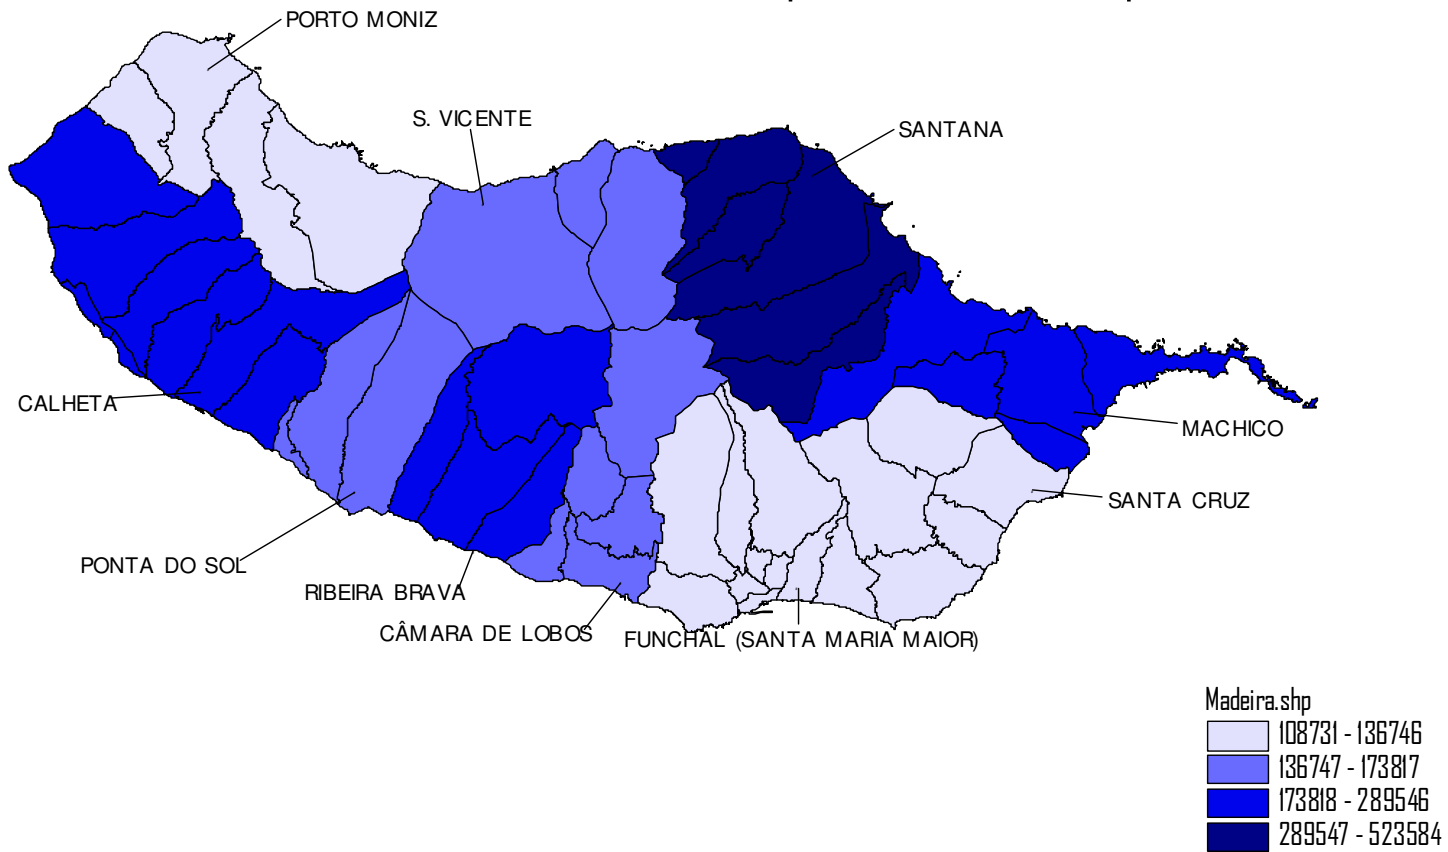 PORTO MONIZ
S. VICENTE
SANTANA
CALHETA
MACHICO
SANTA CRUZ
PONTA DO SOL
RIBEIRA BRAVA
CÂMARA DE LOBOS
FUNCHAL (SANTA MARIA MAIOR)
Madeira.shp
108731 - 136746
136747 - 173817
173818 - 289546
289547 - 523584